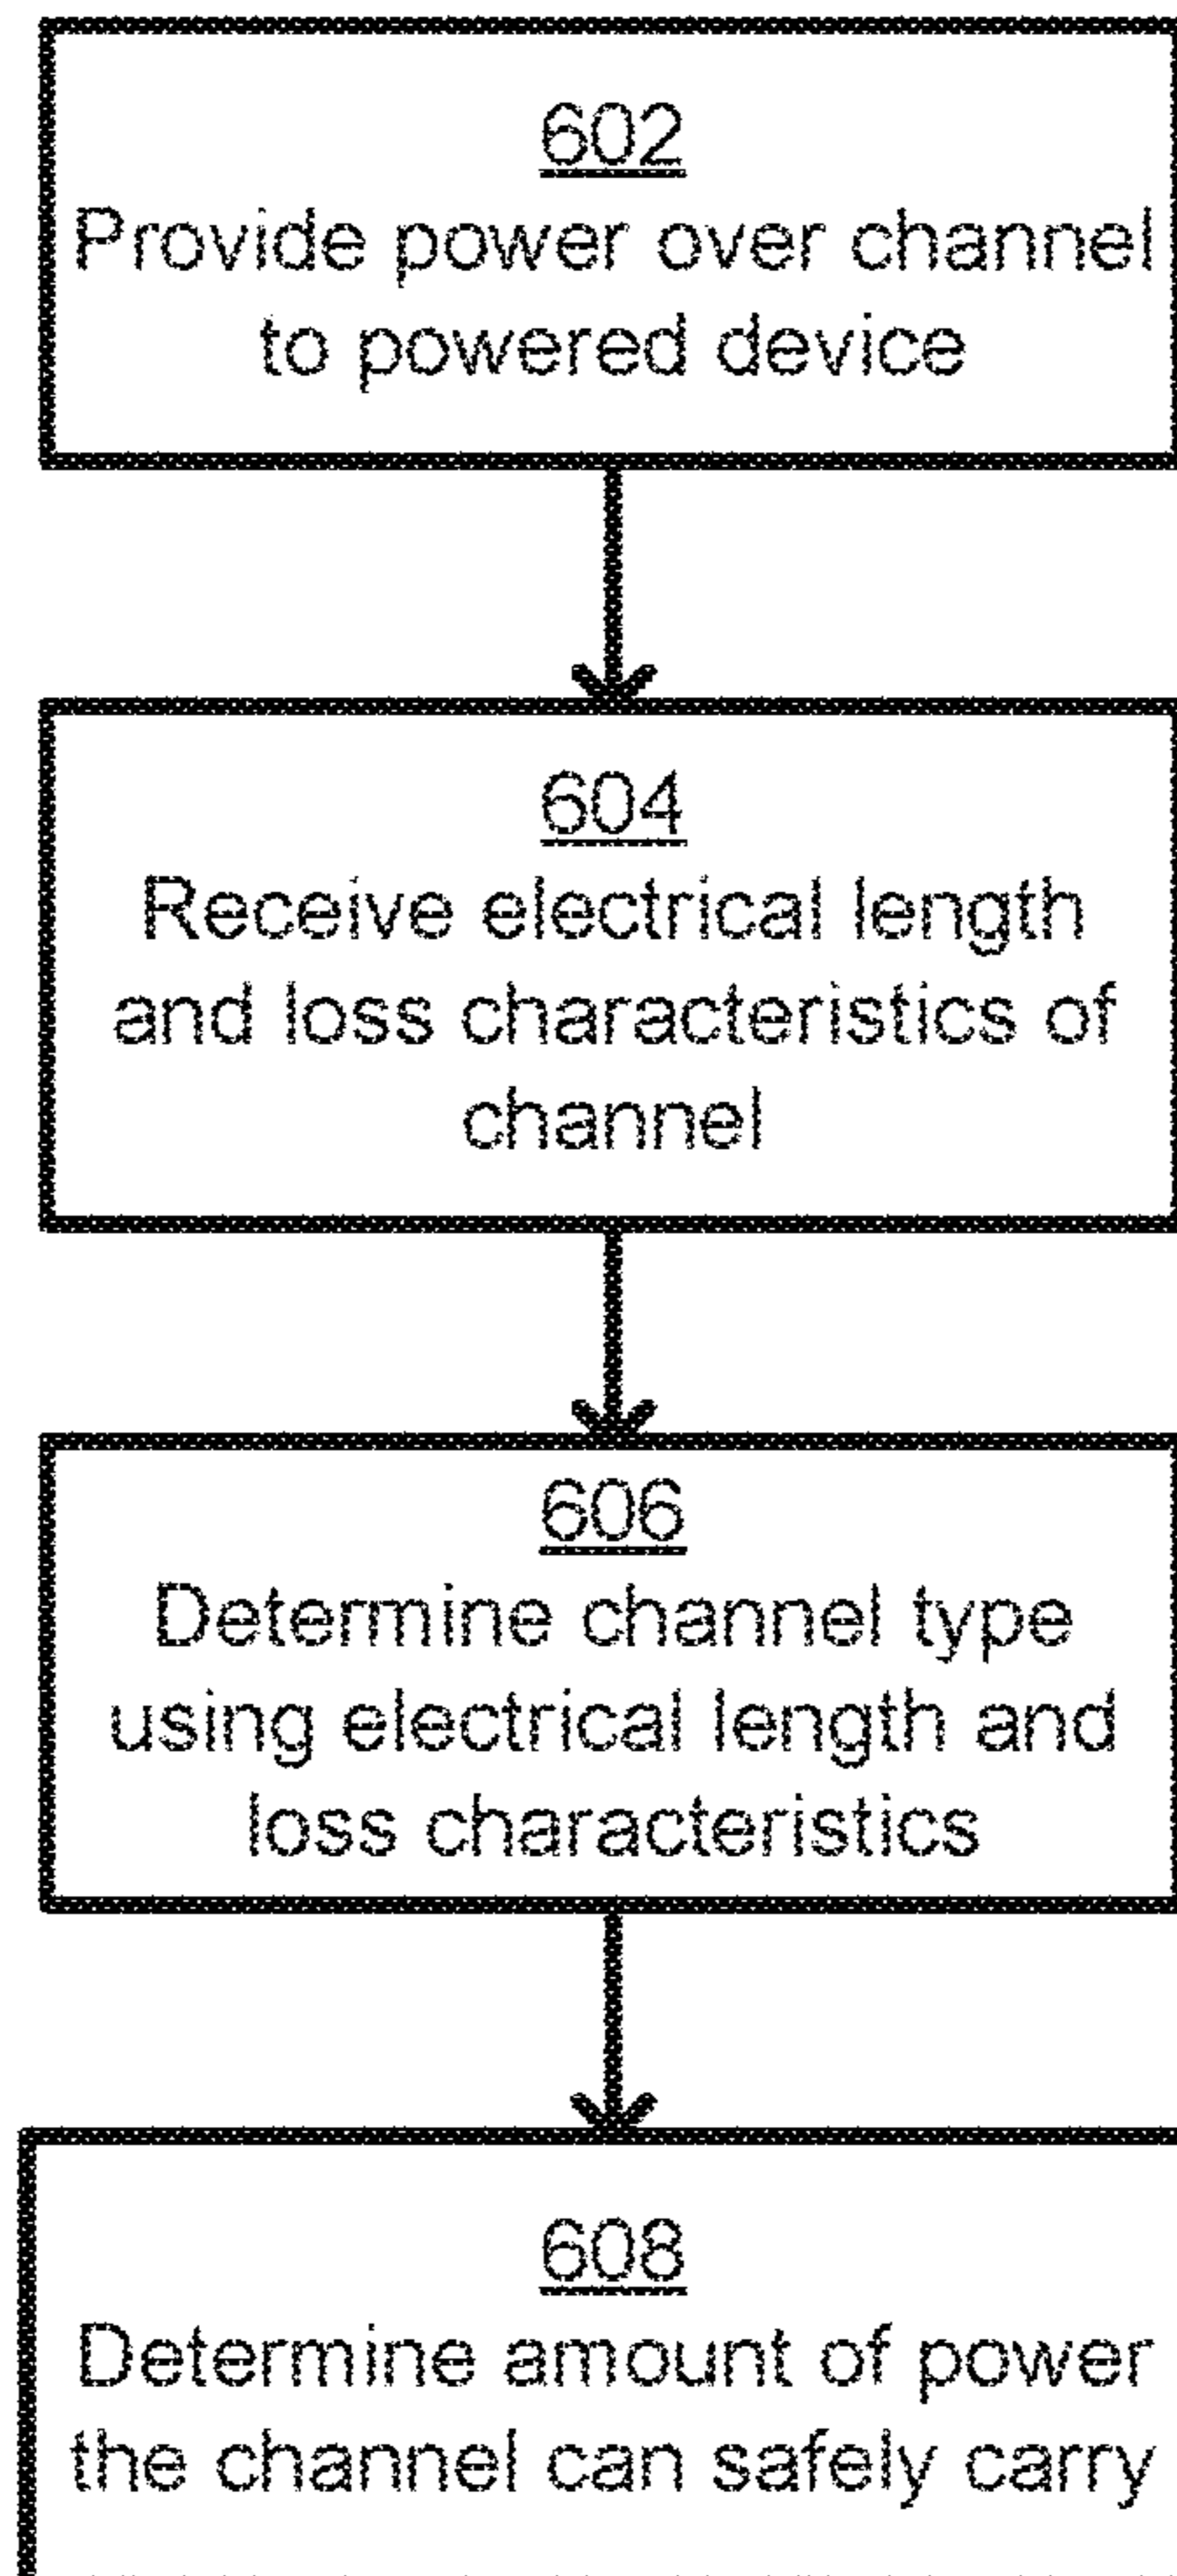 602
Provide power over channel
to powered device
604
Receive electrical length
and loss characteristics of
channel
606
Determine channel type
using electrical length and
loss characteristics
608
Determine amount of power
the channel can safely carry